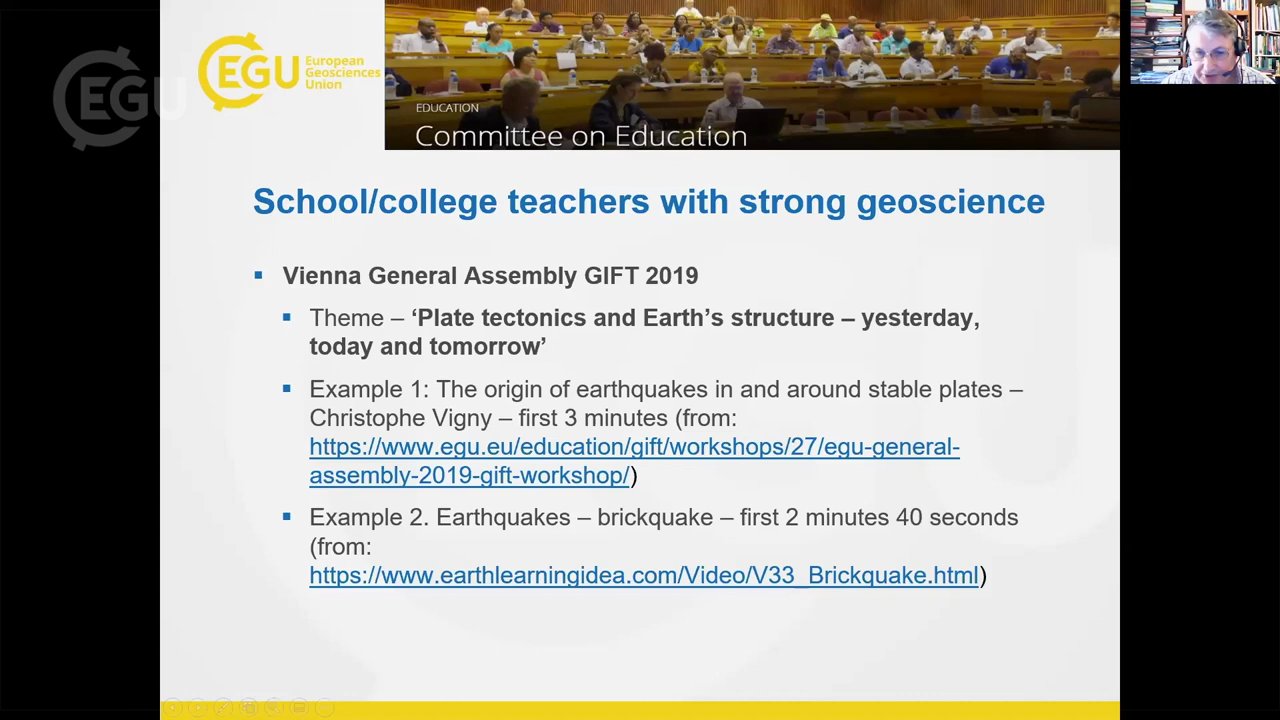 EGU
EGU
European
Geosciences
Union
EDUCATION
Committee on Education
School/college teachers with strong geoscience
▪ Vienna General Assembly GIFT 2019
▪ Theme – ‘Plate tectonics and Earth’s structure – yesterday,
today and tomorrow’
▪ Example 1: The origin of earthquakes in and around stable plates –
Christophe Vigny – first 3 minutes (from:
https://www.egu.eu/education/gift/workshops/27/egu-general-
assembly-2019-gift-workshop/)
▪ Example 2. Earthquakes – brickquake – first 2 minutes 40 seconds
(from:
https://www.earthlearningidea.com/Video/V33_Brickquake.html)